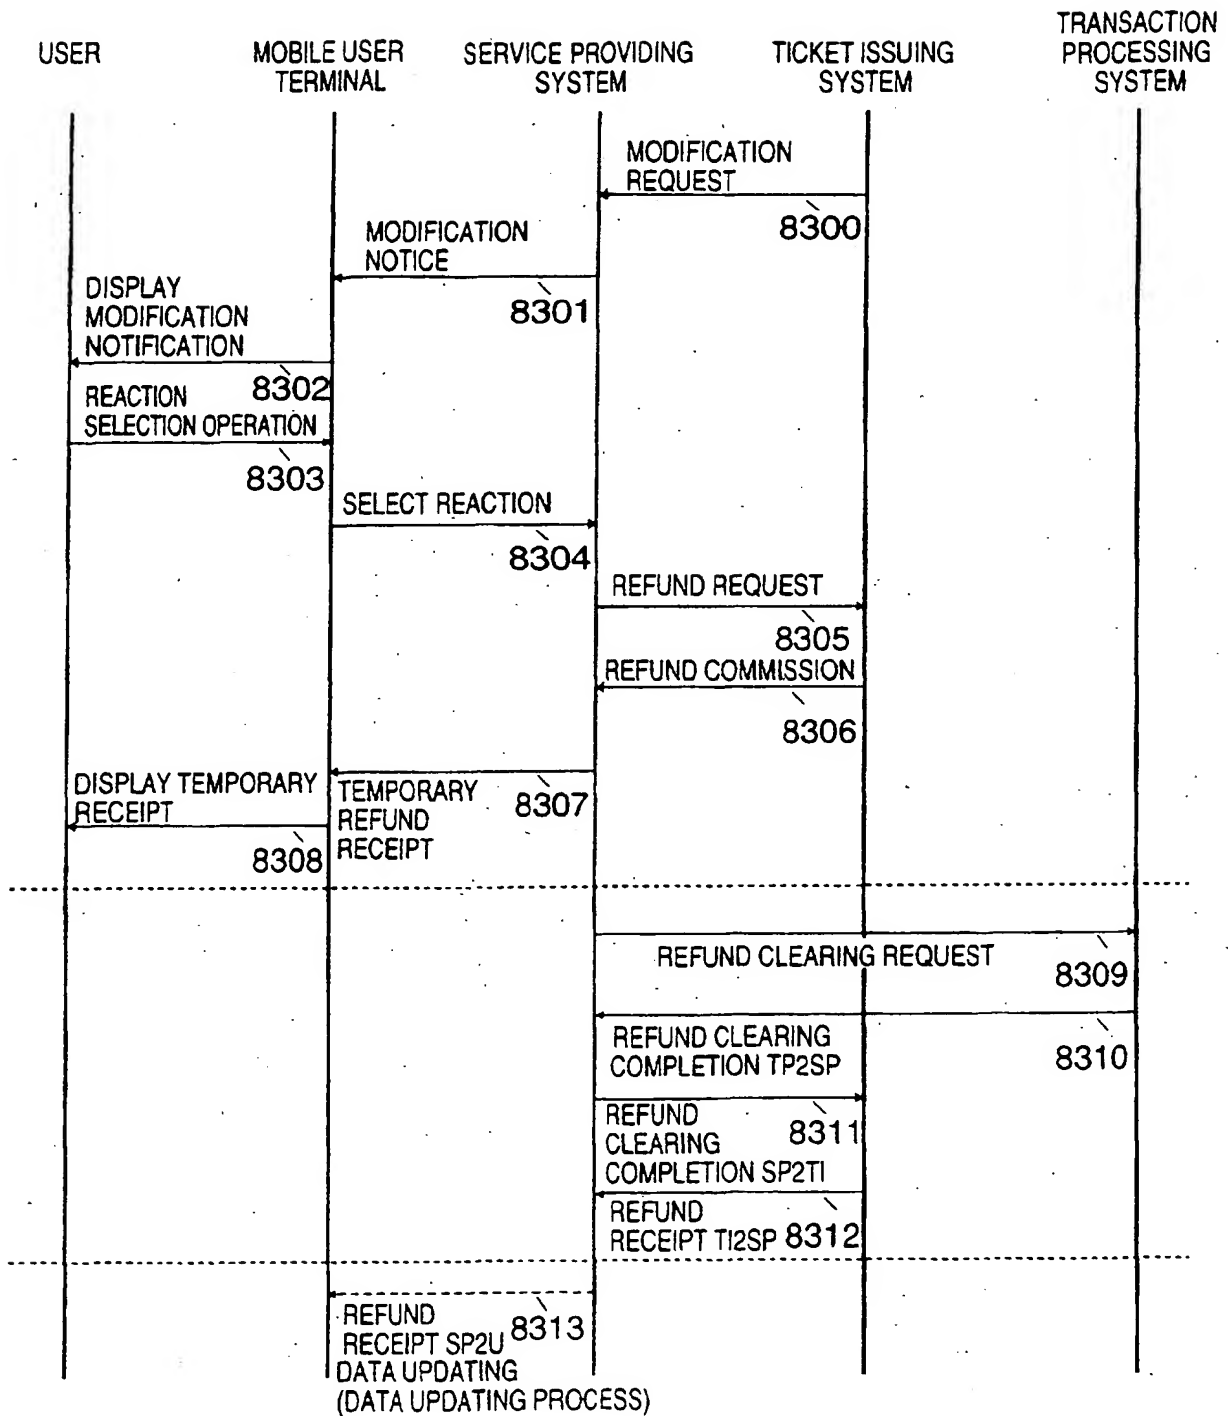 USER
MOBILE USER
TERMINAL
SERVICE PROVIDING
SYSTEM
TICKET ISSUING
SYSTEM
TRANSACTION
PROCESSING
SYSTEM
MODIFICATION
REQUEST
8300
MODIFICATION
NOTICE
8301
DISPLAY
MODIFICATION
NOTIFICATION
8302
REACTION
SELECTION OPERATION
8303
SELECT REACTION
8304
REFUND REQUEST
8305
REFUND COMMISSION
8306
TEMPORARY
REFUND
RECEIPT
8307
DISPLAY TEMPORARY
RECEIPT
8308
REFUND CLEARING REQUEST
8309
REFUND CLEARING
COMPLETION TP2SP
8310
REFUND
CLEARING
COMPLETION SP2TI
8311
REFUND
RECEIPT TI2SP
8312
REFUND
RECEIPT SP2U
8313
DATA UPDATING
(DATA UPDATING PROCESS)